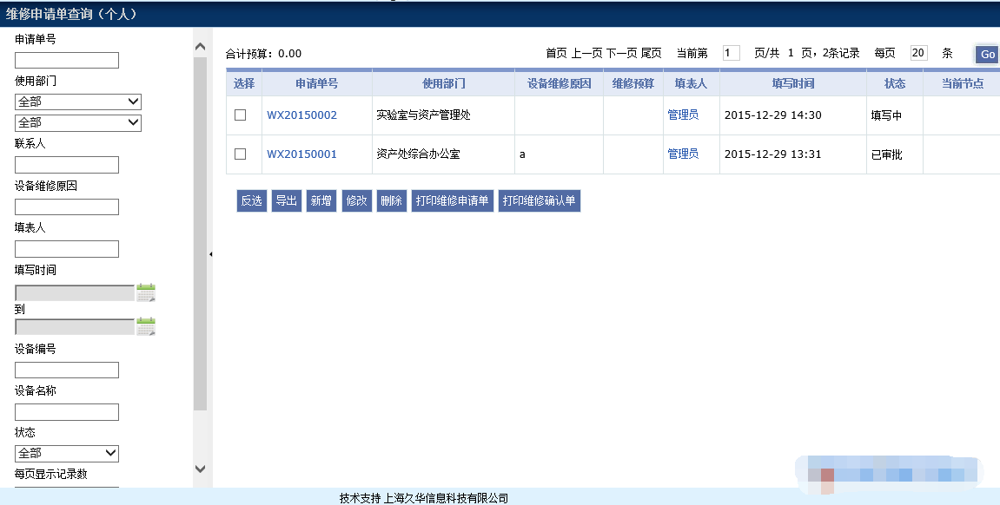 维修申请单查询（个人）
申请单号
使用部门
全部
全部
联系人
设备维修原因
填表人
填写时间
到
设备编号
设备名称
状态
全部
每页显示记录数
合计预算：0.00 首页 上一页 下一页 尾页 当前第 1 页/共 1 页，2条记录 每页 20 条 Go
选择 申请单号 使用部门 设备维修原因 维修预算 填表人 填写时间 状态 当前节点
WX20150002 实验室与资产管理处 管理员 2015-12-29 14:30 填写中
WX20150001 资产处综合办公室 a 管理员 2015-12-29 13:31 已审批
反选 导出 新增 修改 删除 打印维修申请单 打印维修确认单
技术支持 上海久华信息科技有限公司